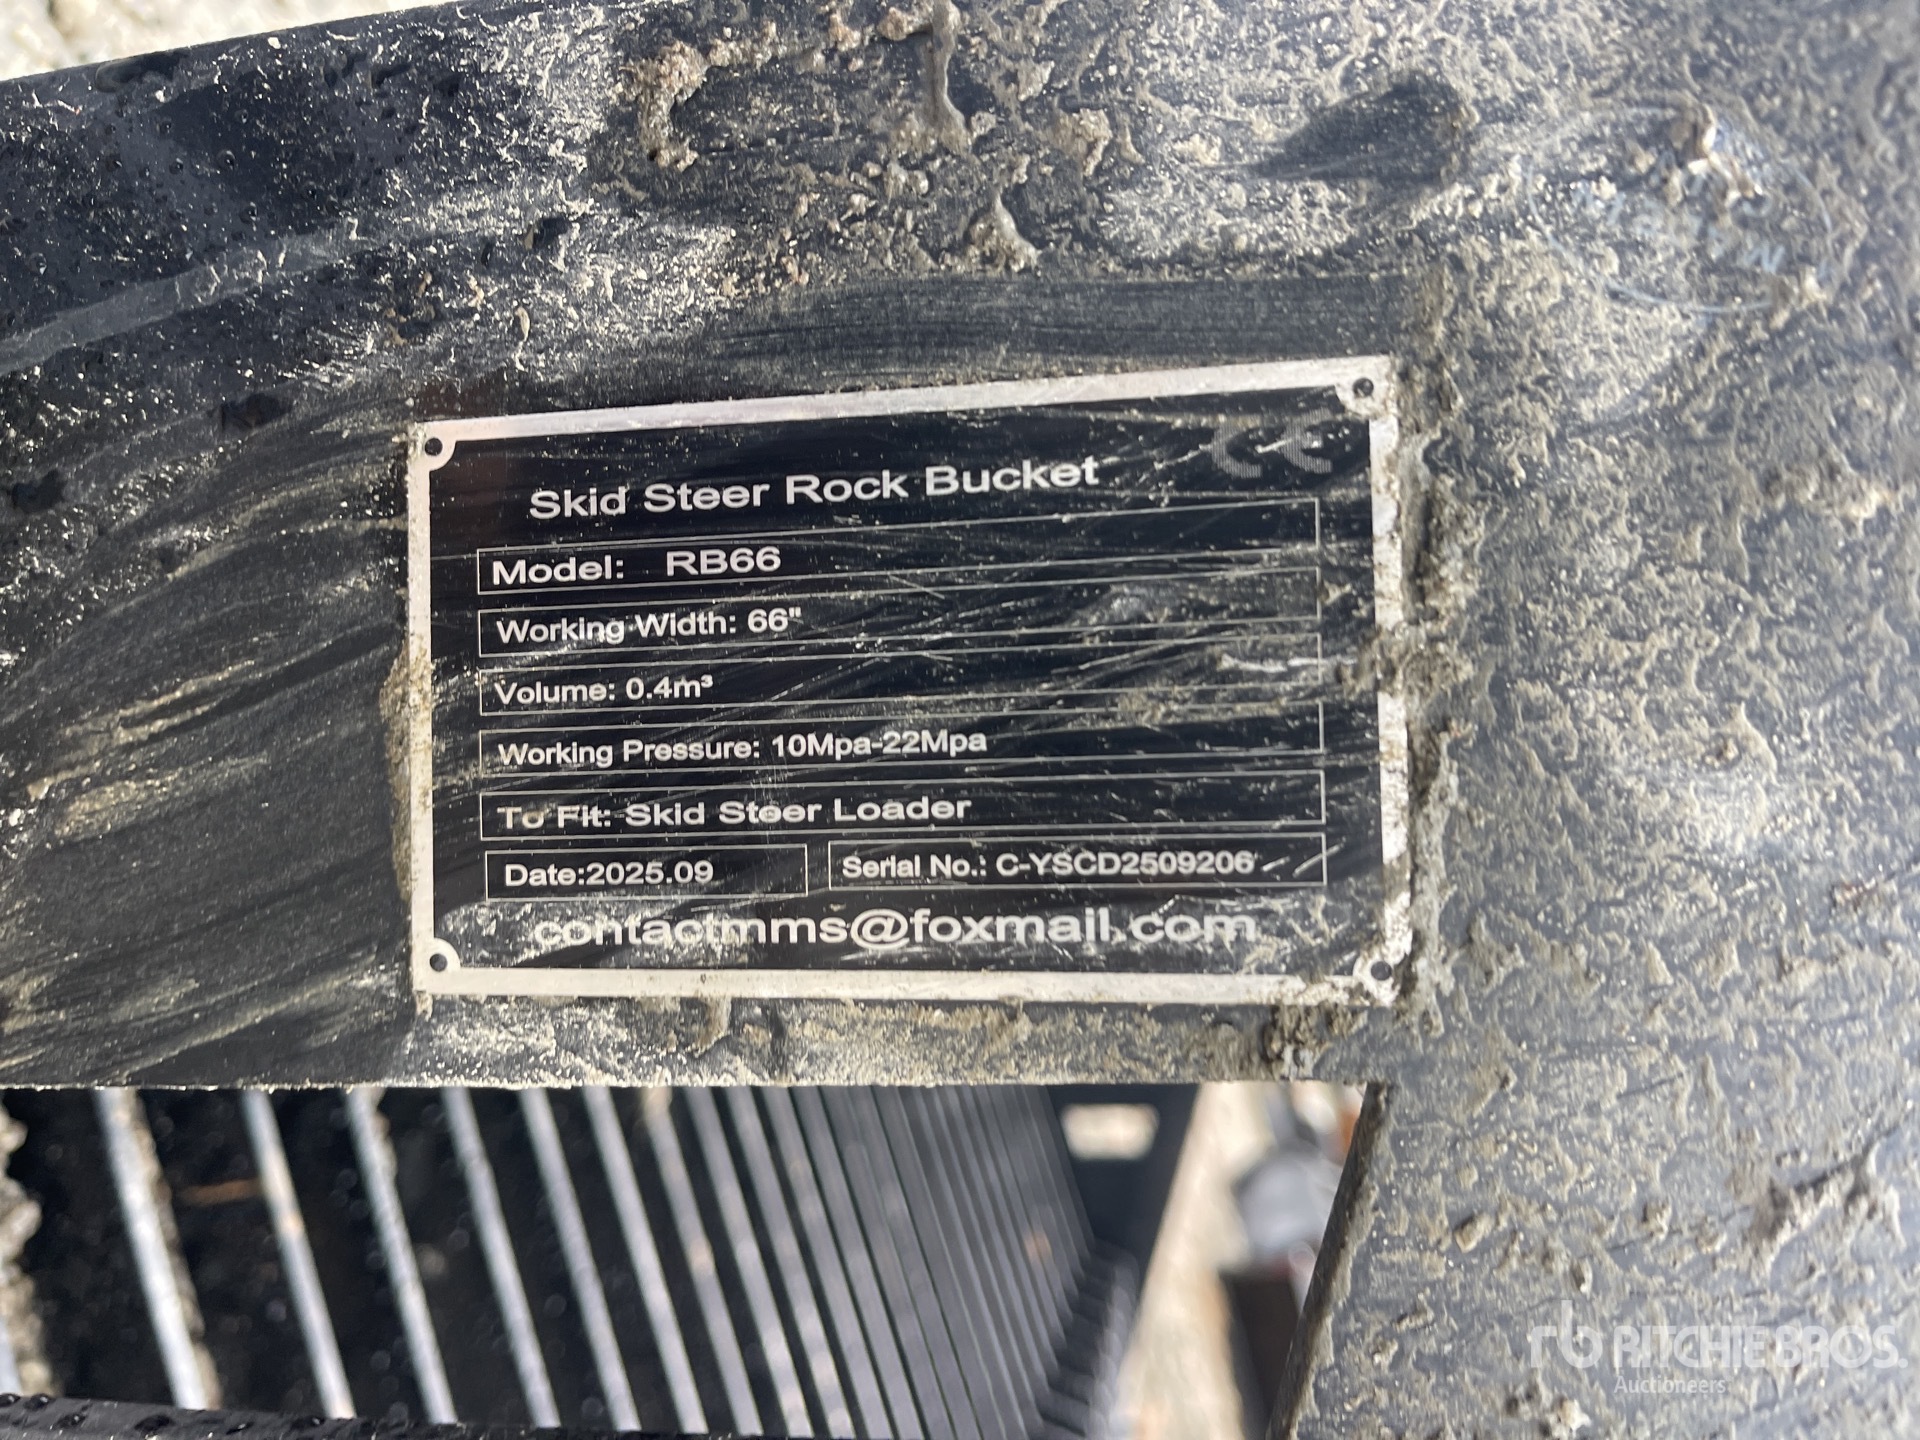 CE
Skid Steer Rock Bucket
Model: RB66
Working Width: 66"
Volume: 0.4m³
Working Pressure: 10Mpa-22Mpa
To Fit: Skid Steer Loader
Date:2025.09 Serial No.: C-YSCD2509206
contactmms@foxmail.com
rb RITCHIE BROS.
Auctioneers